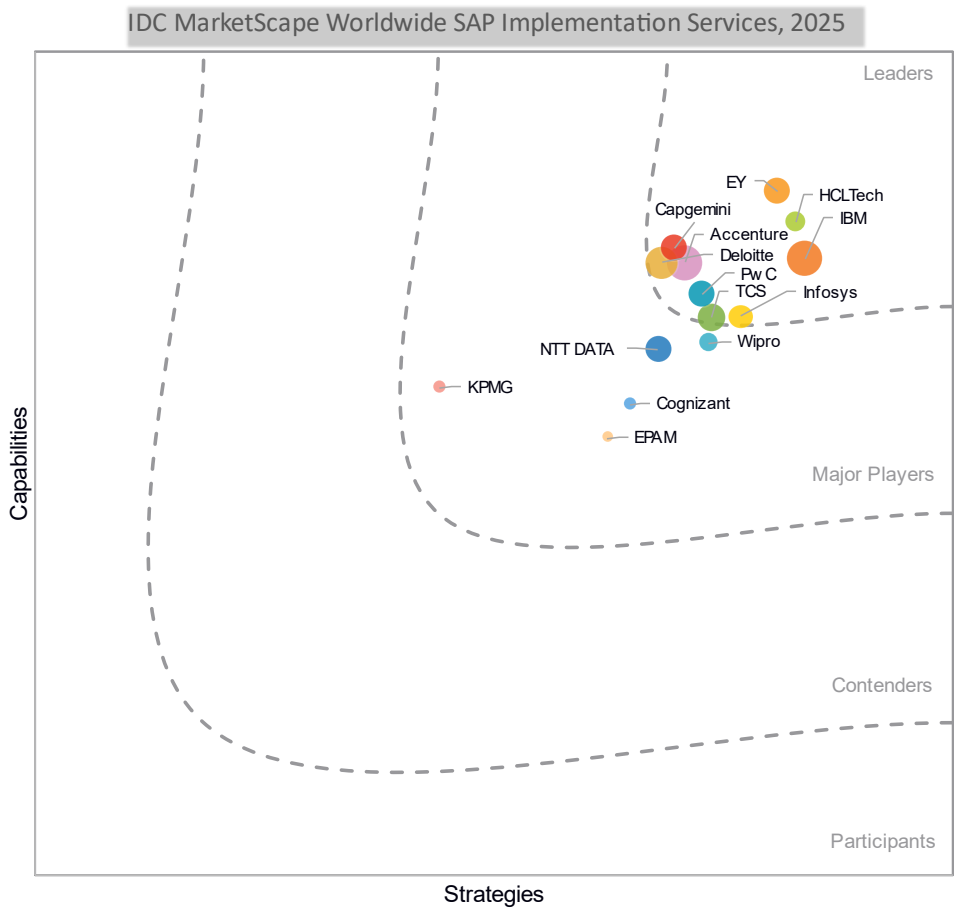 IDC MarketScape Worldwide SAP Implementation Services, 2025
Leaders
EY
HCLTech
Capgemini
IBM
Accenture
Deloitte
PwC
TCS
Infosys
Wipro
NTT DATA
KPMG
Cognizant
EPAM
Major Players
Capabilities
Contenders
Participants
Strategies